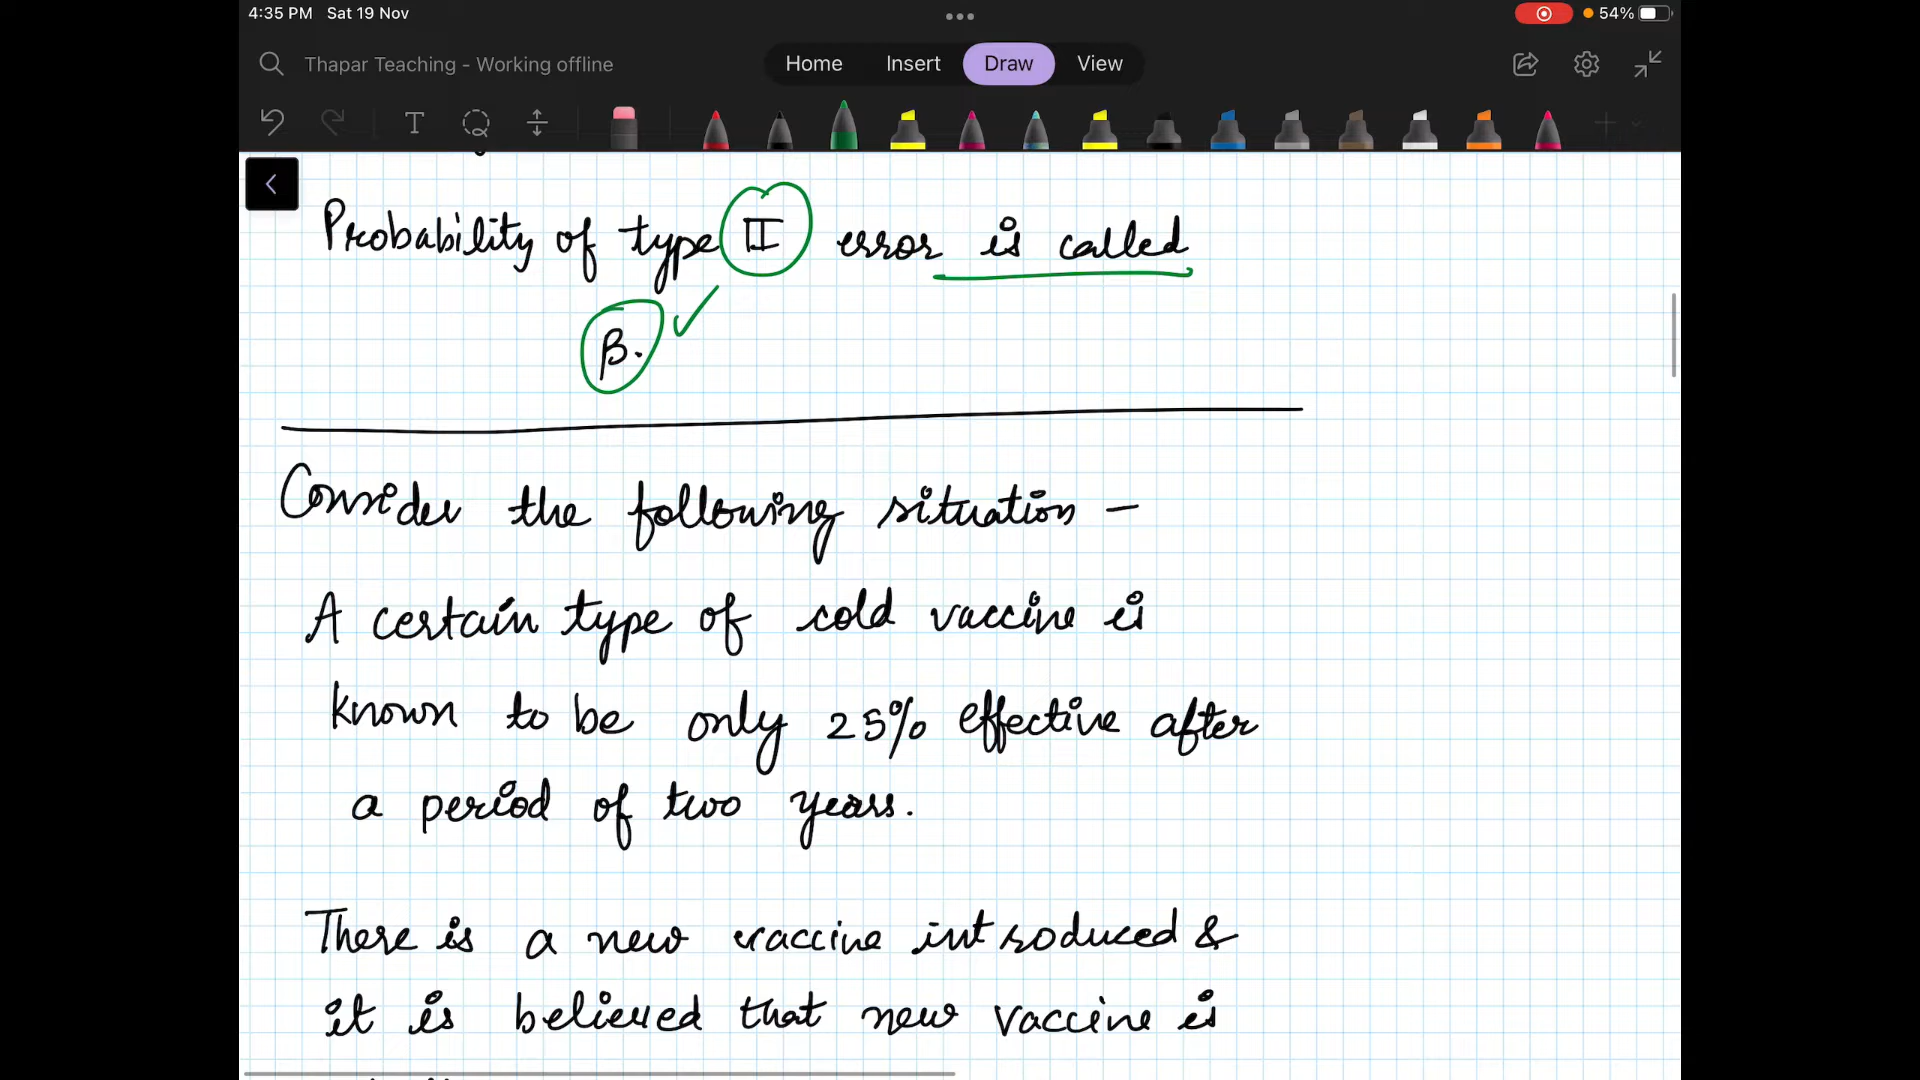 4:35 PM Sat 19 Nov
54%
Thapar Teaching - Working offline
Home Insert Draw View
Probability of type II error is called
β.
Consider the following situation -
A certain type of cold vaccine is
known to be only 25% effective after
a period of two years.
There is a new vaccine introduced &
it is believed that new vaccine is